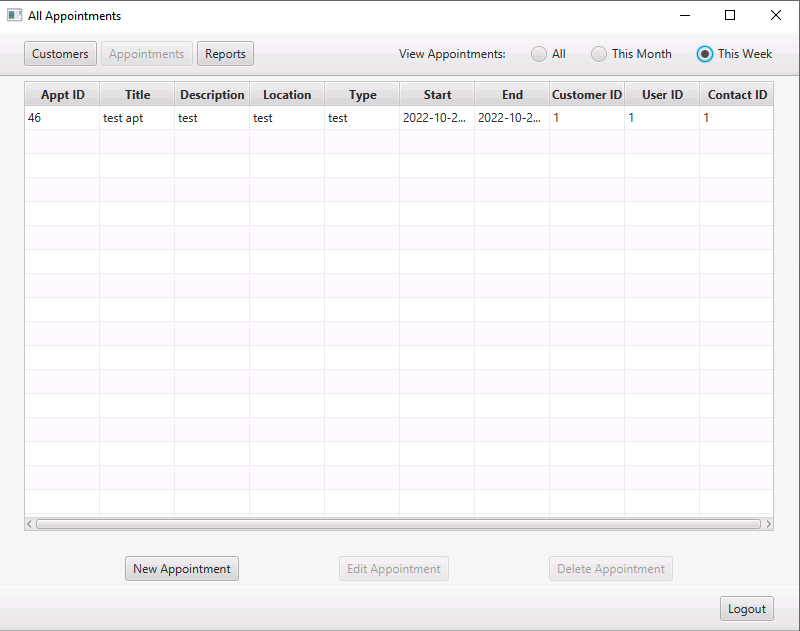 All Appointments
Customers Appointments Reports View Appointments: All This Month This Week
Appt ID Title Description Location Type Start End Customer ID User ID Contact ID
46 test apt test test test 2022-10-2... 2022-10-2... 1 1 1
New Appointment Edit Appointment Delete Appointment
Logout